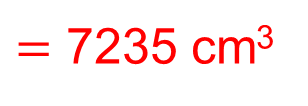 = 7235 cm³